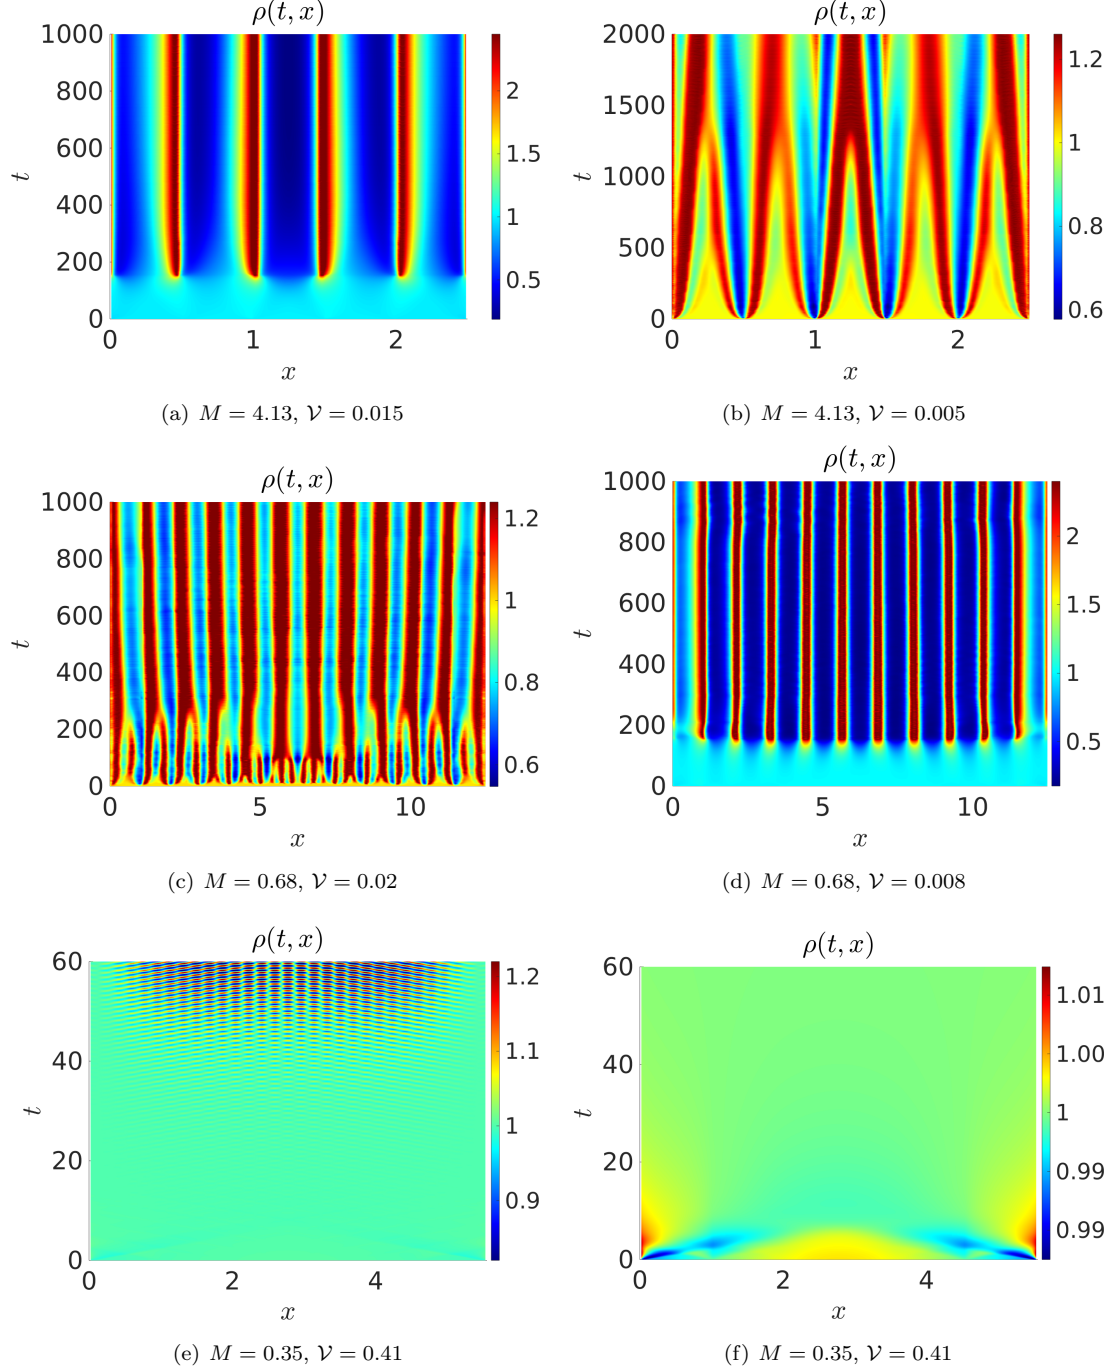 ρ(t, x)
1000
800
600
400
200
0
t
0 1 2
x
2
1.5
1
0.5
(a) M = 4.13, 𝒱 = 0.015
ρ(t, x)
2000
1500
1000
500
0
t
0 1 2
x
1.2
1
0.8
0.6
(b) M = 4.13, 𝒱 = 0.005
ρ(t, x)
1000
800
600
400
200
0
t
0 5 10
x
1.2
1
0.8
0.6
(c) M = 0.68, 𝒱 = 0.02
ρ(t, x)
1000
800
600
400
200
0
t
0 5 10
x
2
1.5
1
0.5
(d) M = 0.68, 𝒱 = 0.008
ρ(t, x)
60
40
20
0
t
0 2 4
x
1.2
1.1
1
0.9
(e) M = 0.35, 𝒱 = 0.41
ρ(t, x)
60
40
20
0
t
0 2 4
x
1.01
1.00
1
0.99
0.99
(f) M = 0.35, 𝒱 = 0.41